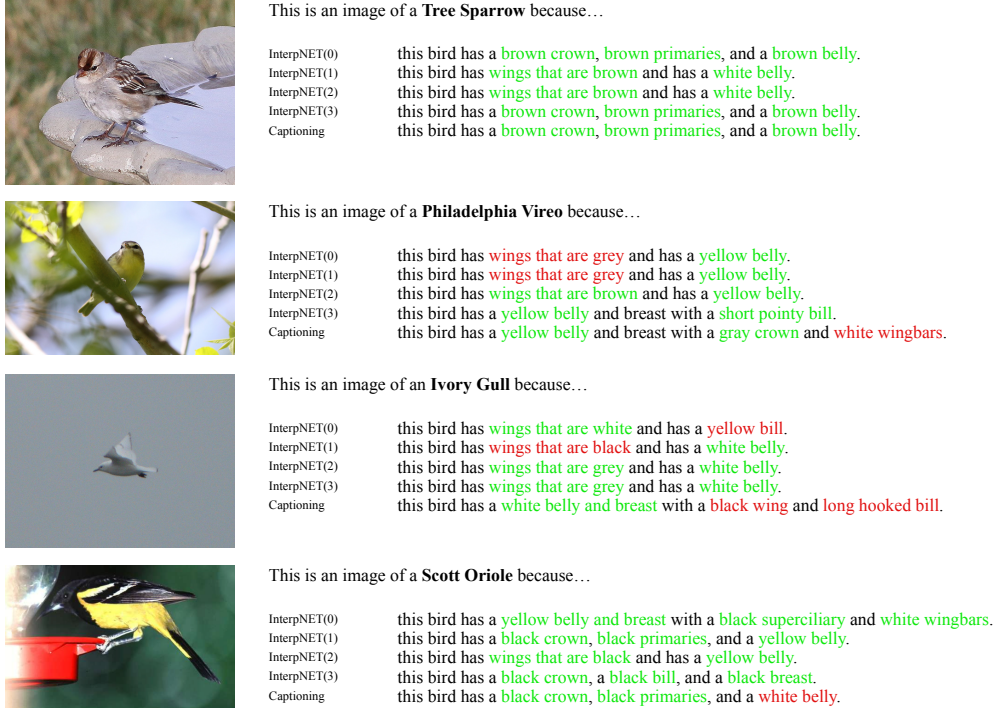 This is an image of a Tree Sparrow because…
InterpNET(0) this bird has a brown crown, brown primaries, and a brown belly.
InterpNET(1) this bird has wings that are brown and has a white belly.
InterpNET(2) this bird has wings that are brown and has a white belly.
InterpNET(3) this bird has a brown crown, brown primaries, and a brown belly.
Captioning this bird has a brown crown, brown primaries, and a brown belly.
This is an image of a Philadelphia Vireo because…
InterpNET(0) this bird has wings that are grey and has a yellow belly.
InterpNET(1) this bird has wings that are grey and has a yellow belly.
InterpNET(2) this bird has wings that are brown and has a yellow belly.
InterpNET(3) this bird has a yellow belly and breast with a short pointy bill.
Captioning this bird has a yellow belly and breast with a gray crown and white wingbars.
This is an image of an Ivory Gull because…
InterpNET(0) this bird has wings that are white and has a yellow bill.
InterpNET(1) this bird has wings that are black and has a white belly.
InterpNET(2) this bird has wings that are grey and has a white belly.
InterpNET(3) this bird has wings that are grey and has a white belly.
Captioning this bird has a white belly and breast with a black wing and long hooked bill.
This is an image of a Scott Oriole because…
InterpNET(0) this bird has a yellow belly and breast with a black superciliary and white wingbars.
InterpNET(1) this bird has a black crown, black primaries, and a yellow belly.
InterpNET(2) this bird has wings that are black and has a yellow belly.
InterpNET(3) this bird has a black crown, a black bill, and a black breast.
Captioning this bird has a black crown, black primaries, and a white belly.